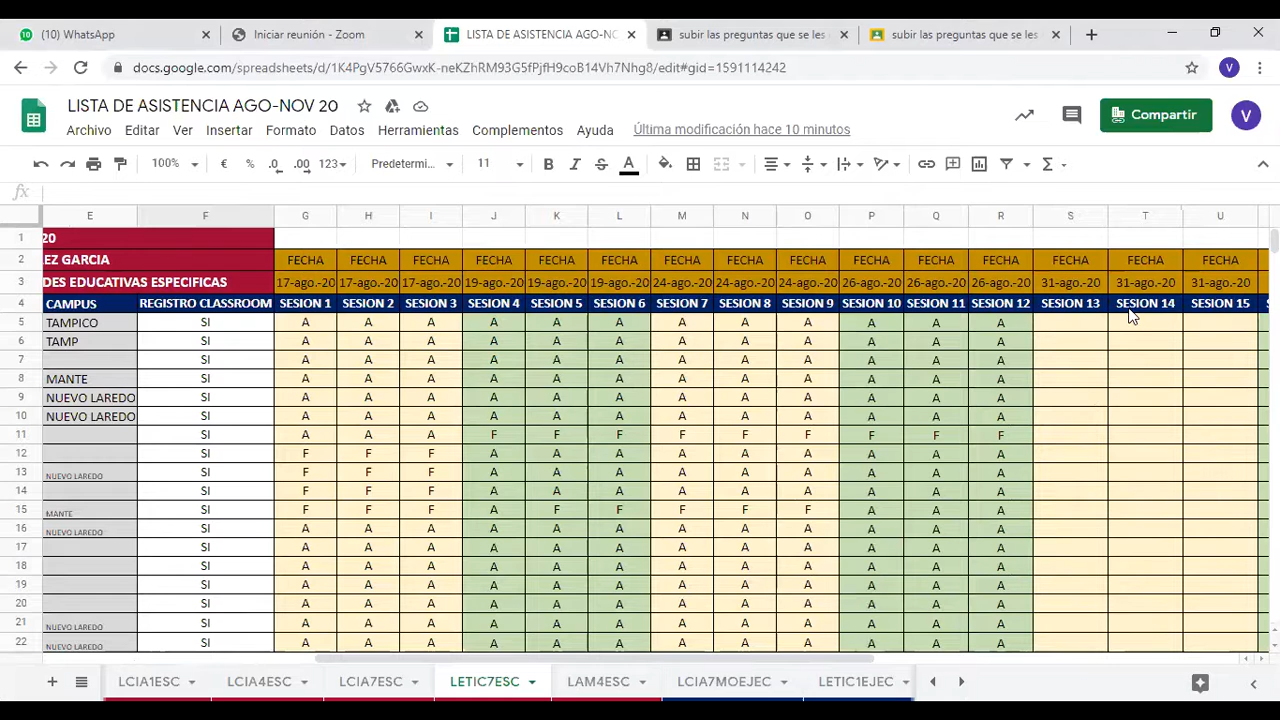 (10) WhatsApp
Iniciar reunión - Zoom
LISTA DE ASISTENCIA AGO-NO
subir las preguntas que se les
subir las preguntas que se les
docs.google.com/spreadsheets/d/1K4PgV5766GwxK-neKZhRM93G5fPjfH9coB14Vh7Nhg8/edit#gid=1591114242
V
LISTA DE ASISTENCIA AGO-NOV 20
Archivo Editar Ver Insertar Formato Datos Herramientas Complementos Ayuda Última modificación hace 10 minutos
Compartir
V
100% € % .0 .00 123 Predetermi... 11 B I S A
fx
E F G H I J K L M N O P Q R S T U
1 20
2 EZ GARCIA FECHA FECHA FECHA FECHA FECHA FECHA FECHA FECHA FECHA FECHA FECHA FECHA FECHA FECHA FECHA
3 DES EDUCATIVAS ESPECIFICAS 17-ago.-20 17-ago.-20 17-ago.-20 19-ago.-20 19-ago.-20 19-ago.-20 24-ago.-20 24-ago.-20 24-ago.-20 26-ago.-20 26-ago.-20 26-ago.-20 31-ago.-20 31-ago.-20 31-ago.-20
4 CAMPUS REGISTRO CLASSROOM SESION 1 SESION 2 SESION 3 SESION 4 SESION 5 SESION 6 SESION 7 SESION 8 SESION 9 SESION 10 SESION 11 SESION 12 SESION 13 SESION 14 SESION 15 S
5 TAMPICO SI A A A A A A A A A A A A
6 TAMP SI A A A A A A A A A A A A
7 SI A A A A A A A A A A A A
8 MANTE SI A A A A A A A A A A A A
9 NUEVO LAREDO SI A A A A A A A A A A A A
10 NUEVO LAREDO SI A A A A A A A A A A A A
11 SI A A A F F F F F F F F F
12 SI F F F A A A A A A A A A
13 NUEVO LAREDO SI F F F A A A A A A A A A
14 SI F F F A A A A A A A A A
15 MANTE SI F F F A F F F F F A A A
16 NUEVO LAREDO SI A A A A A A A A A A A A
17 SI A A A A A A A A A A A A
18 SI A A A A A A A A A A A A
19 SI A A A A A A A A A A A A
20 SI A A A A A A A A A A A A
21 NUEVO LAREDO SI A A A A A A A A A A A A
22 NUEVO LAREDO SI A A A A A A A A A A A A
LCIA1ESC LCIA4ESC LCIA7ESC LETIC7ESC LAM4ESC LCIA7MOEJEC LETIC1EJEC